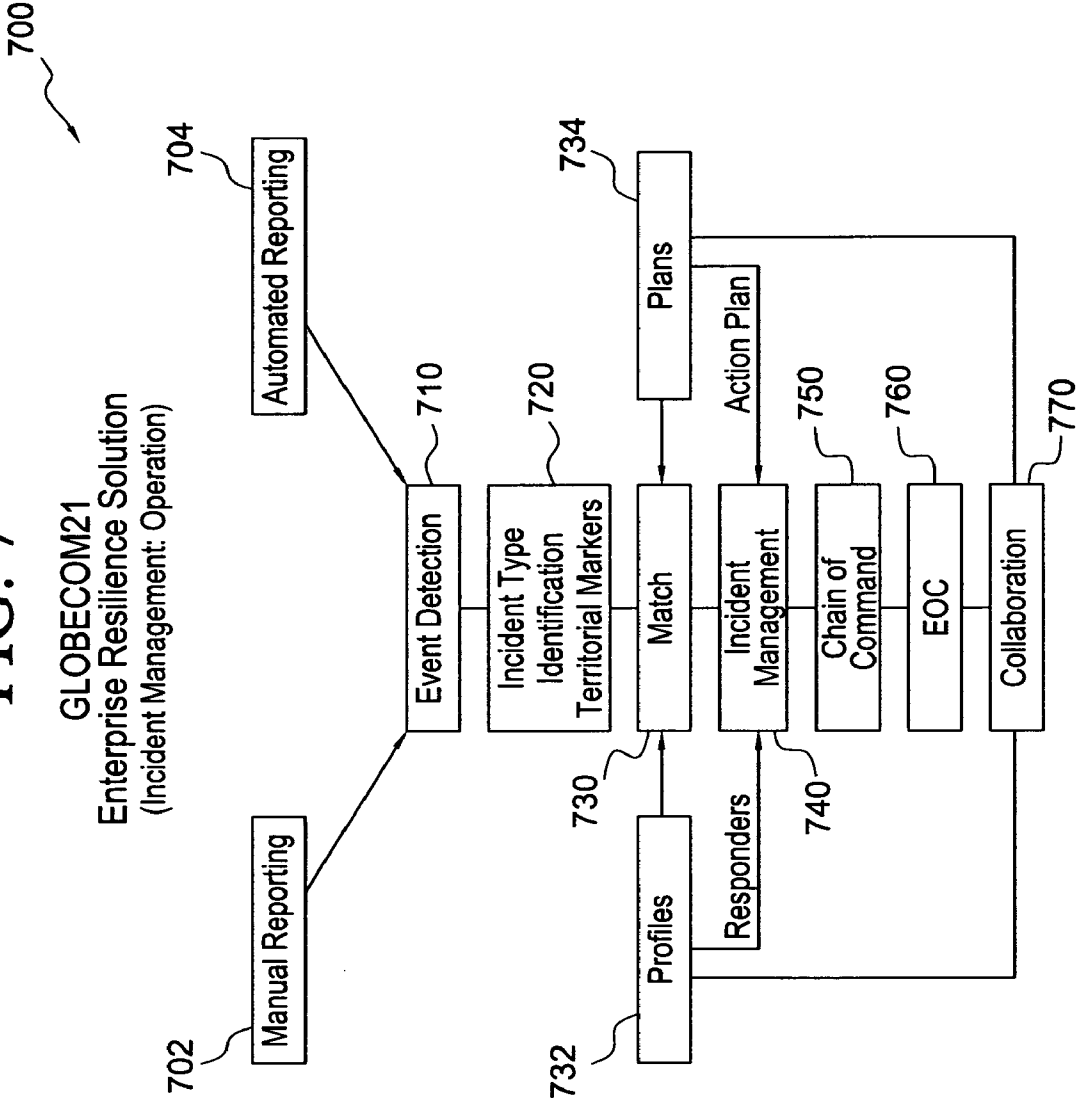 FIG. 7
700
GLOBECOM21
Enterprise Resilience Solution
(Incident Management: Operation)
702
Manual Reporting
704
Automated Reporting
Event Detection
710
Incident Type
Identification
Territorial Markers
720
732
Profiles
730
Match
Plans
734
Responders
Incident
Management
740
Action Plan
Chain of
Command
750
EOC
760
Collaboration
770